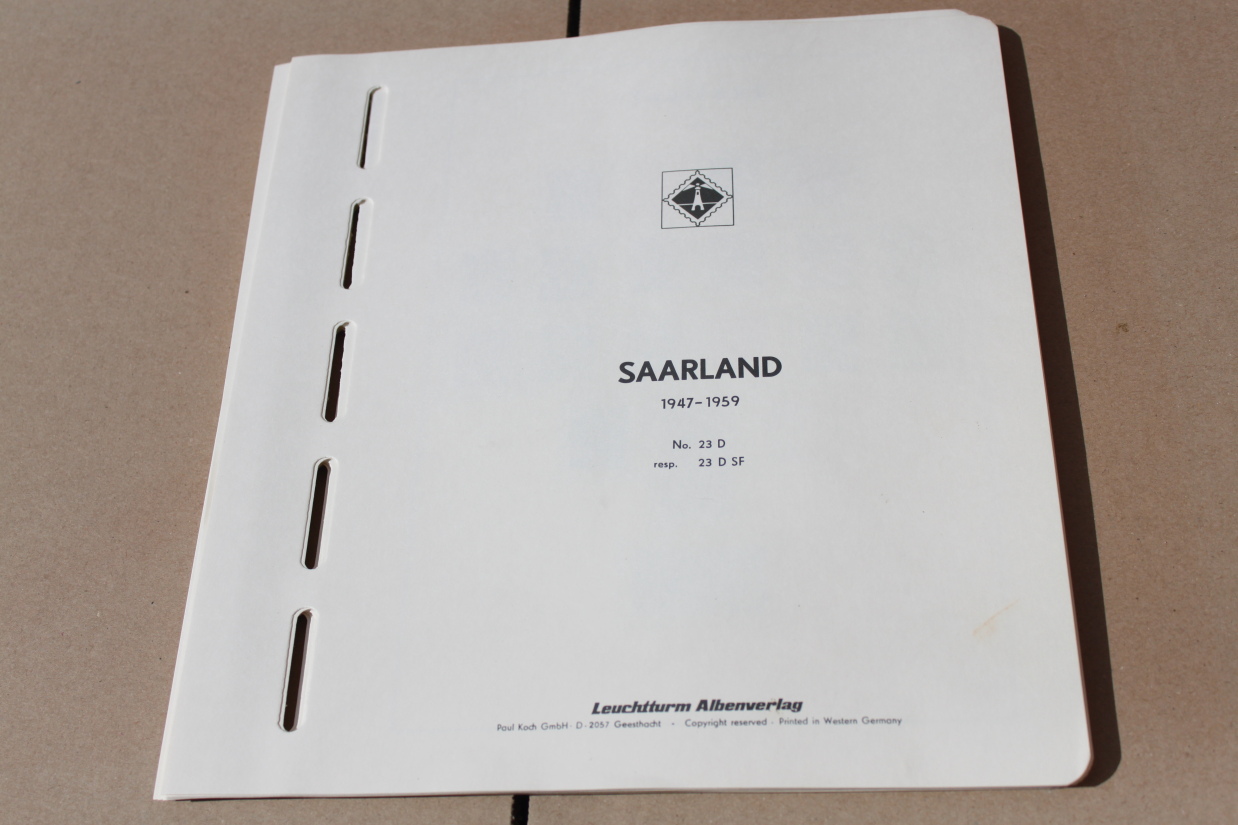 SAARLAND
1947–1959
No. 23 D
resp. 23 D SF
Leuchtturm Albenverlag
Paul Koch GmbH · D-2057 Geesthacht – Copyright reserved · Printed in Western Germany